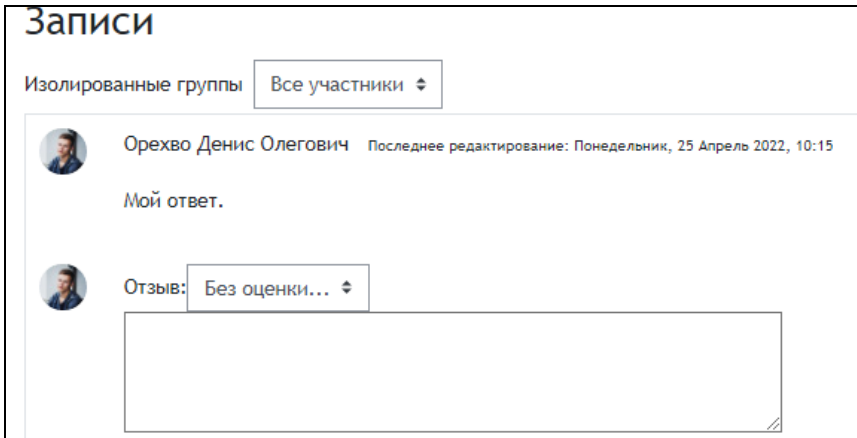 Записи
Изолированные группы Все участники
Орехво Денис Олегович Последнее редактирование: Понедельник, 25 Апрель 2022, 10:15
Мой ответ.
Отзыв: Без оценки...